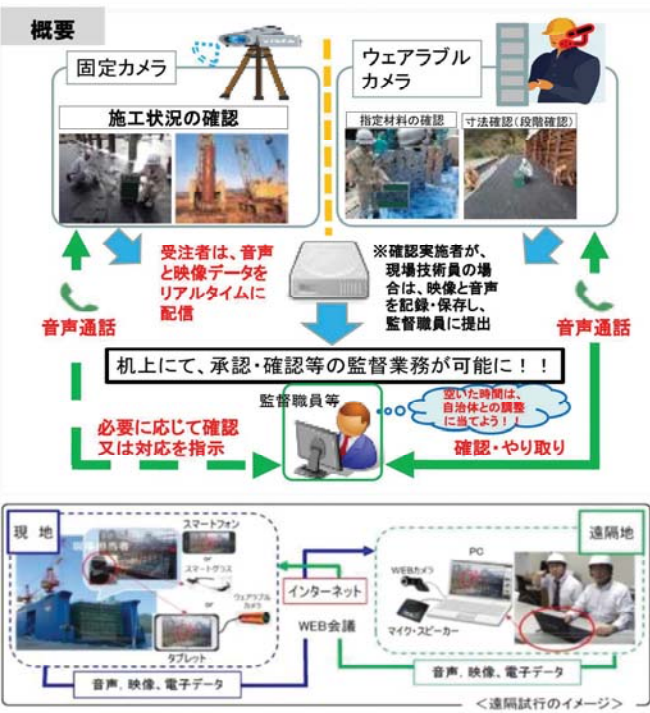 概要
固定カメラ
施工状況の確認
ウェアラブル
カメラ
指定材料の確認
寸法確認(段階確認)
受注者は、音声
と映像データを
リアルタイムに
配信
※確認実施者が、
現場技術員の場
合は、映像と音声
を記録・保存し、
監督職員に提出
音声通話
音声通話
机上にて、承認・確認等の監督業務が可能に！！
監督職員等
空いた時間は、
自治体との調整
に当てよう！！
必要に応じて確認
又は対応を指示
確認・やり取り
現 地
スマートフォン
or
スマートグラス
or
ウェアラブル
カメラ
タブレット
音声, 映像、電子データ
インターネット
WEB会議
遠隔地
PC
WEBカメラ
マイク・スピーカー
音声、映像、電子データ
＜遠隔試行のイメージ＞